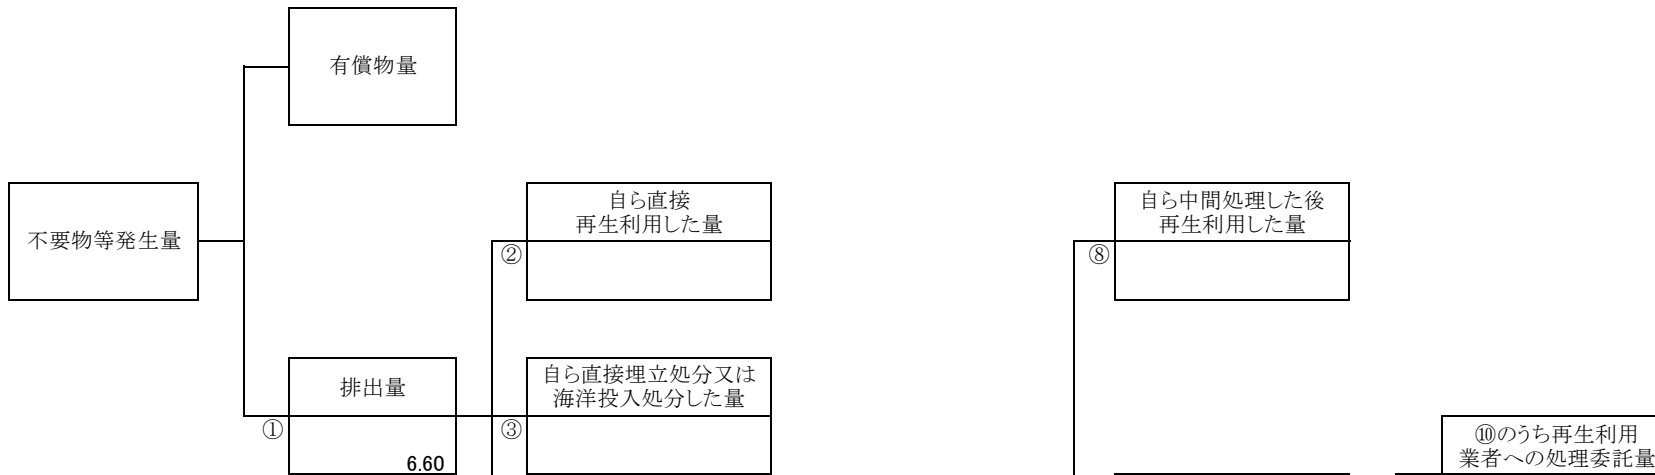 有償物量
不要物等発生量
自ら直接
再生利用した量
②
自ら中間処理した後
再生利用した量
⑧
排出量
①
6.60
自ら直接埋立処分又は
海洋投入処分した量
③
⑩のうち再生利用
業者への処理委託量